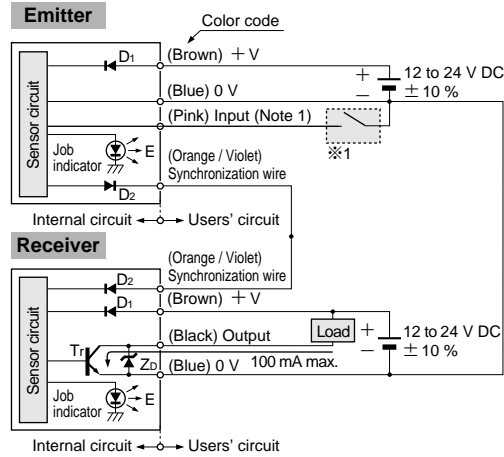 Emitter
Color code
D1
(Brown) +V
(Blue) 0 V
(Pink) Input (Note 1)
+
−
12 to 24 V DC
± 10 %
※1
Sensor circuit
Job
indicator
E
(Orange / Violet)
Synchronization wire
D2
Internal circuit
Users' circuit
Receiver
(Orange / Violet)
Synchronization wire
D2
D1
(Brown) +V
(Black) Output
Load
+
−
12 to 24 V DC
± 10 %
Tr
ZD
(Blue) 0 V
100 mA max.
Sensor circuit
Job
indicator
E
Internal circuit
Users' circuit